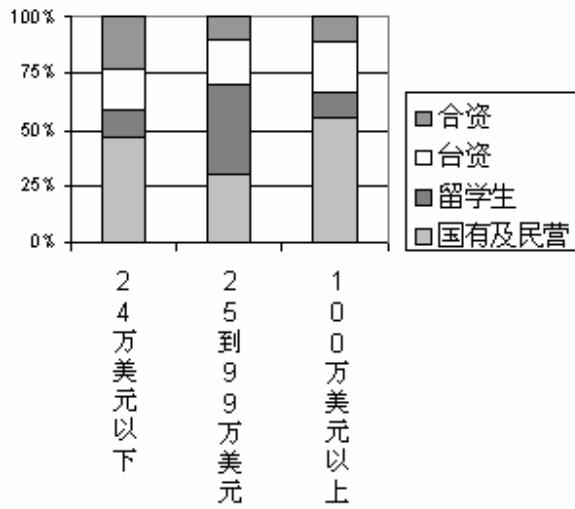 100%
75%
50%
25%
0%
合资
台资
留学生
国有及民营
24万美元以下
25到99万美元
100万美元以上